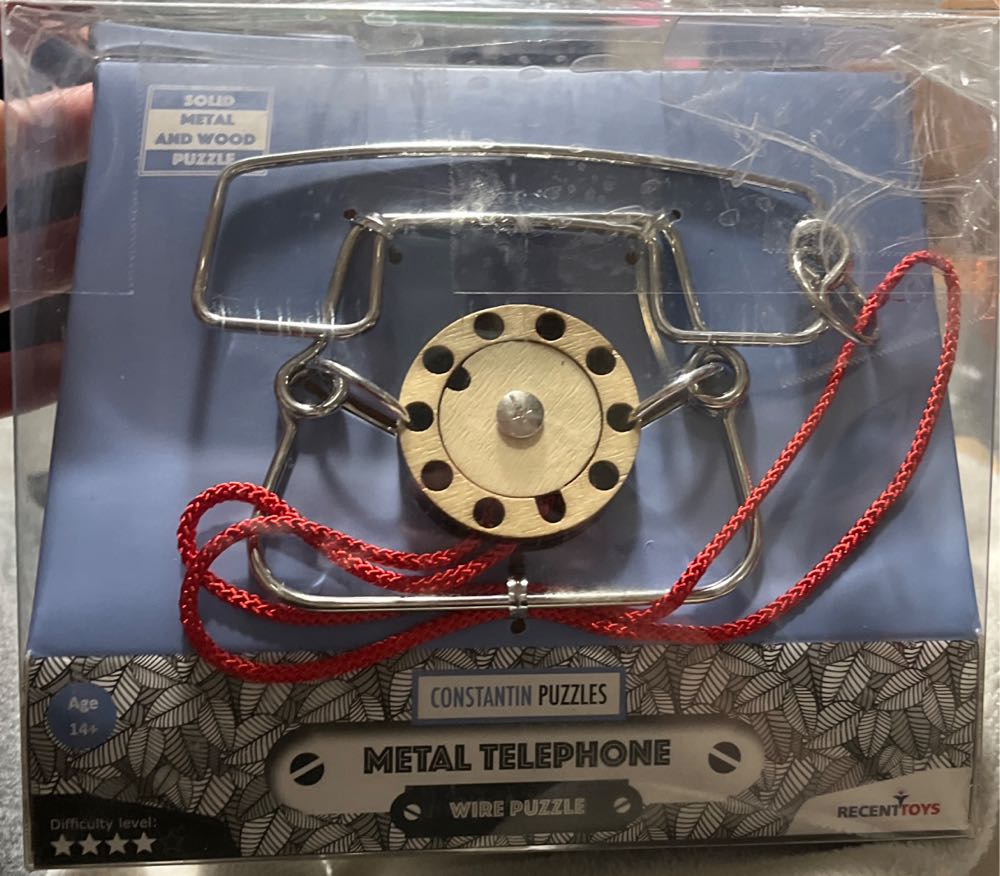 SOLID
METAL
AND WOOD
PUZZLE
CONSTANTIN PUZZLES
Age
14+
METAL TELEPHONE
WIRE PUZZLE
Difficulty level:
RECENTTOYS